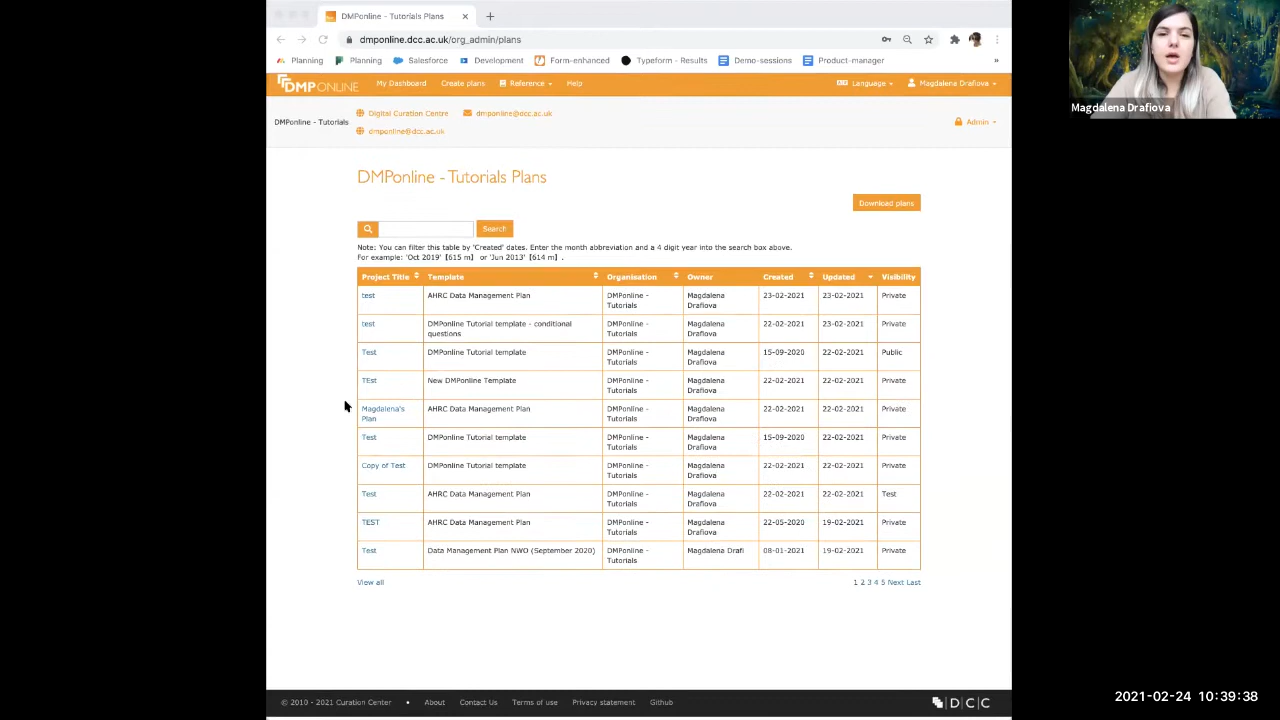 DMPonline - Tutorials Plans
dmponline.dcc.ac.uk/org_admin/plans
Planning Planning Salesforce Development Form-enhanced Typeform - Results Demo-sessions Product-manager »
DMPONLINE My Dashboard Create plans Reference Help Language Magdalena Drafiova
DMPonline - Tutorials Digital Curation Centre dmponline@dcc.ac.uk Admin
dmponline@dcc.ac.uk
DMPonline - Tutorials Plans
Download plans
Search
Note: You can filter this table by 'Created' dates. Enter the month abbreviation and a 4 digit year into the search box above.
For example: 'Oct 2019'【615 m】or 'Jun 2013'【614 m】.
Project Title Template Organisation Owner Created Updated Visibility
test AHRC Data Management Plan DMPonline - Magdalena 23-02-2021 23-02-2021 Private
Tutorials Drafiova
test DMPonline Tutorial template - conditional DMPonline - Magdalena 22-02-2021 23-02-2021 Private
questions Tutorials Drafiova
Test DMPonline Tutorial template DMPonline - Magdalena 15-09-2020 22-02-2021 Public
Tutorials Drafiova
TEst New DMPonline Template DMPonline - Magdalena 22-02-2021 22-02-2021 Private
Tutorials Drafiova
Magdalena's AHRC Data Management Plan DMPonline - Magdalena 22-02-2021 22-02-2021 Private
Plan Tutorials Drafiova
Test DMPonline Tutorial template DMPonline - Magdalena 15-09-2020 22-02-2021 Private
Tutorials Drafiova
Copy of Test DMPonline Tutorial template DMPonline - Magdalena 22-02-2021 22-02-2021 Private
Tutorials Drafiova
Test AHRC Data Management Plan DMPonline - Magdalena 22-02-2021 22-02-2021 Test
Tutorials Drafiova
TEST AHRC Data Management Plan DMPonline - Magdalena 22-05-2020 19-02-2021 Private
Tutorials Drafiova
Test Data Management Plan NWO (September 2020) DMPonline - Magdalena Drafi 08-01-2021 19-02-2021 Private
Tutorials
View all 1 2 3 4 5 Next Last
© 2010 - 2021 Curation Center • About Contact Us Terms of use Privacy statement Github DCC
Magdalena Drafiova
2021-02-24 10:39:38